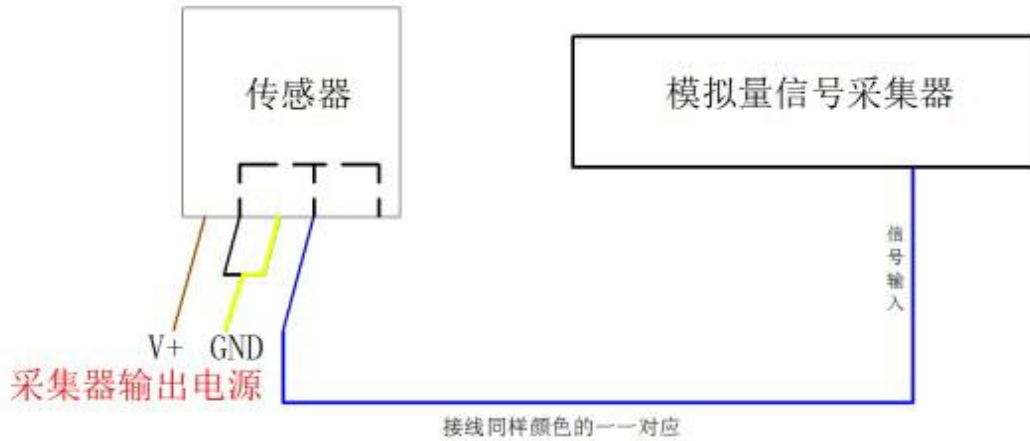 传感器
模拟量信号采集器
信号输入
V+ GND
采集器输出电源
接线同样颜色的一一对应